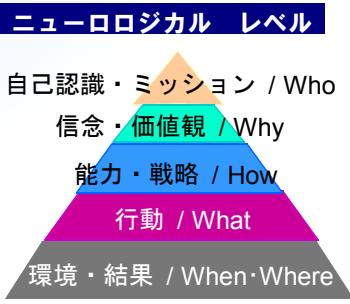 ニューロロジカル　レベル
自己認識・ミッション / Who
信念・価値観 / Why
能力・戦略 / How
行動 / What
環境・結果 / When･Where